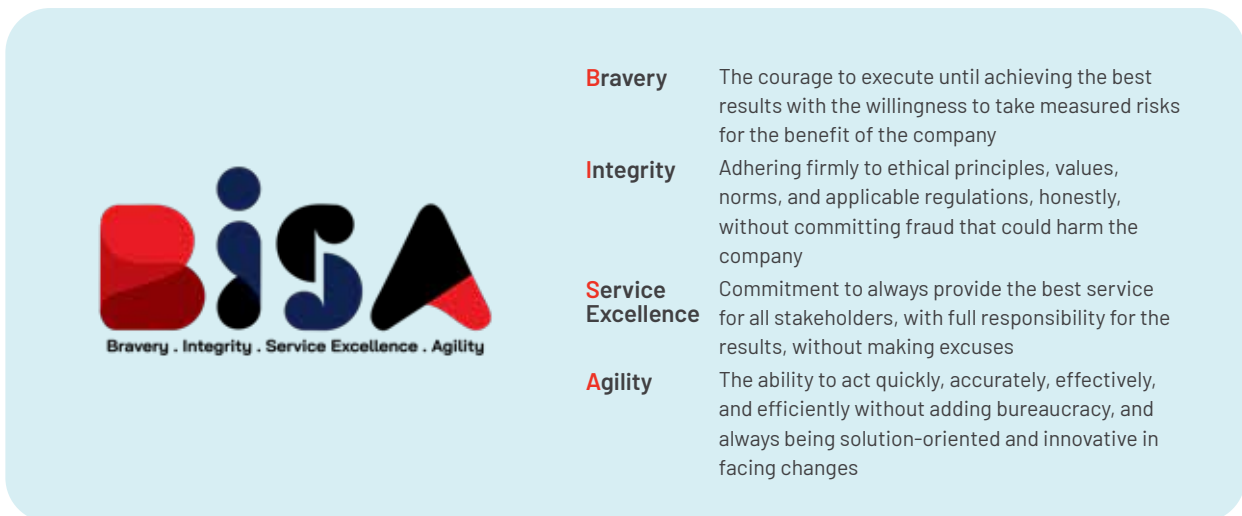 BiSA
Bravery . Integrity . Service Excellence . Agility
Bravery
The courage to execute until achieving the best
results with the willingness to take measured risks
for the benefit of the company
Integrity
Adhering firmly to ethical principles, values,
norms, and applicable regulations, honestly,
without committing fraud that could harm the
company
Service
Excellence
Commitment to always provide the best service
for all stakeholders, with full responsibility for the
results, without making excuses
Agility
The ability to act quickly, accurately, effectively,
and efficiently without adding bureaucracy, and
always being solution-oriented and innovative in
facing changes